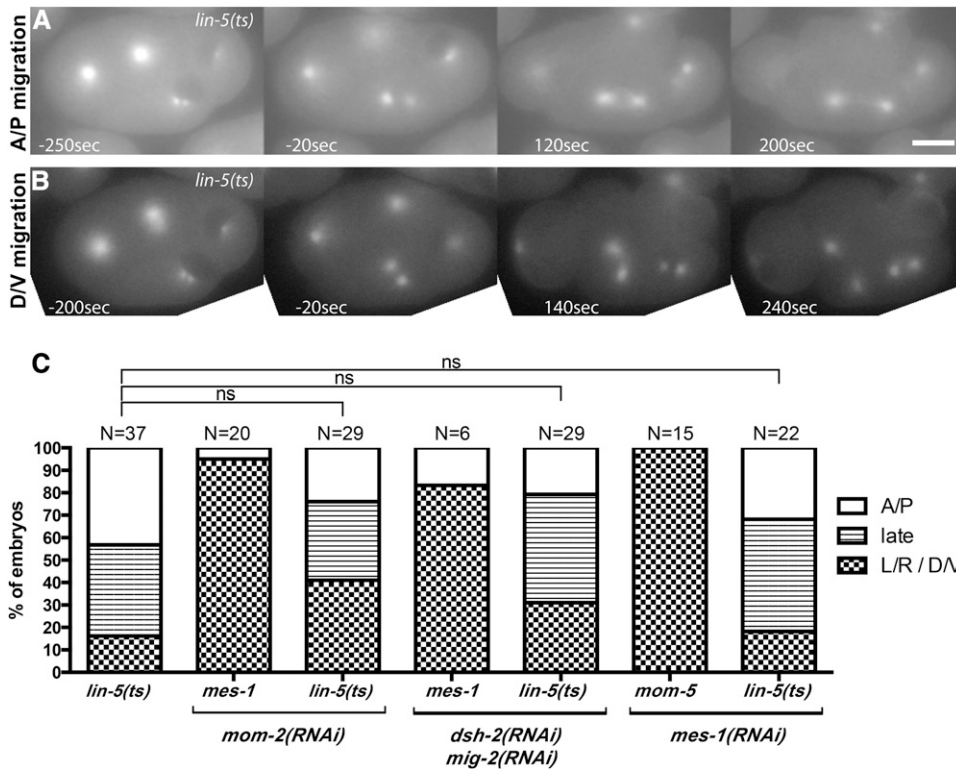 A
lin-5(ts)
A/P migration
-250sec
-20sec
120sec
200sec
B
lin-5(ts)
D/V migration
-200sec
-20sec
140sec
240sec
C
ns
ns
ns
N=37 N=20 N=29 N=6 N=29 N=15 N=22
% of embryos
100
90
80
70
60
50
40
30
20
10
0
A/P
late
L/R / D/V
lin-5(ts) mes-1 lin-5(ts) mes-1 lin-5(ts) mom-5 lin-5(ts)
mom-2(RNAi) dsh-2(RNAi) mes-1(RNAi)
mig-2(RNAi)